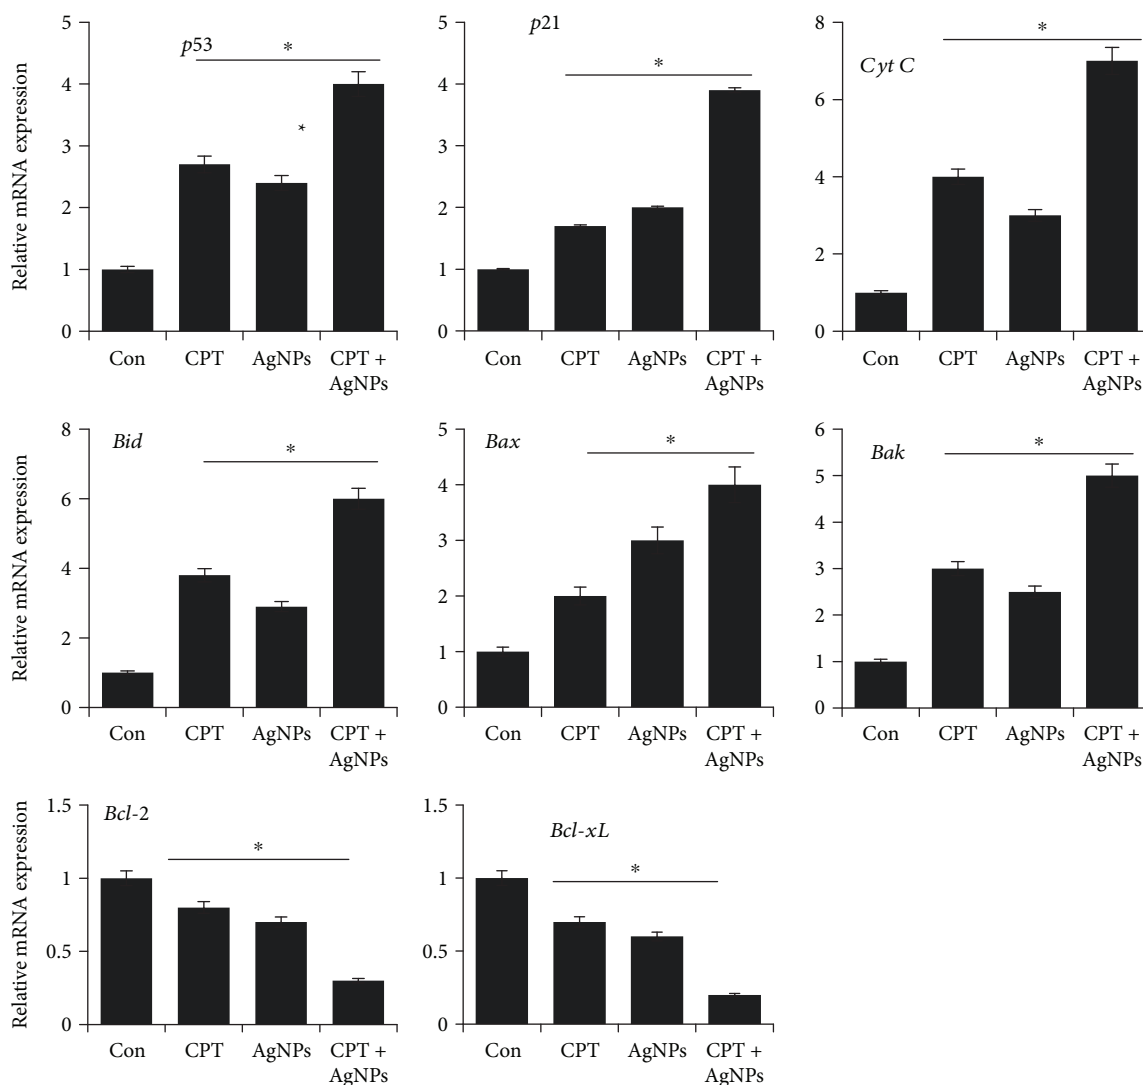 Relative mRNA expression
5
4
3
2
1
0
p53
*
*
Con
CPT
AgNPs
CPT +
AgNPs
5
4
3
2
1
0
p21
*
Con
CPT
AgNPs
CPT +
AgNPs
8
6
4
2
0
Cyt C
*
Con
CPT
AgNPs
CPT +
AgNPs
Relative mRNA expression
8
6
4
2
0
Bid
*
Con
CPT
AgNPs
CPT +
AgNPs
5
4
3
2
1
0
Bax
*
Con
CPT
AgNPs
CPT +
AgNPs
6
5
4
3
2
1
0
Bak
*
Con
CPT
AgNPs
CPT +
AgNPs
Relative mRNA expression
1.5
1
0.5
0
Bcl-2
*
Con
CPT
AgNPs
CPT +
AgNPs
1.5
1
0.5
0
Bcl-xL
*
Con
CPT
AgNPs
CPT +
AgNPs